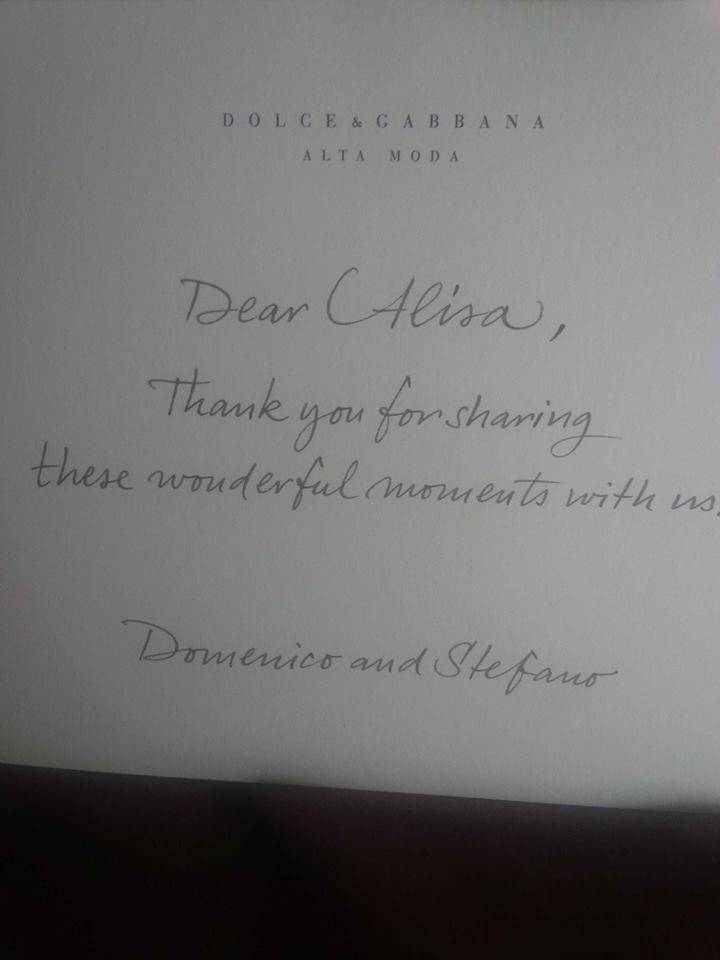 DOLCE & GABBANA
ALTA MODA
Dear Alisa,
Thank you for sharing
these wonderful moments with us.
Domenico and Stefano